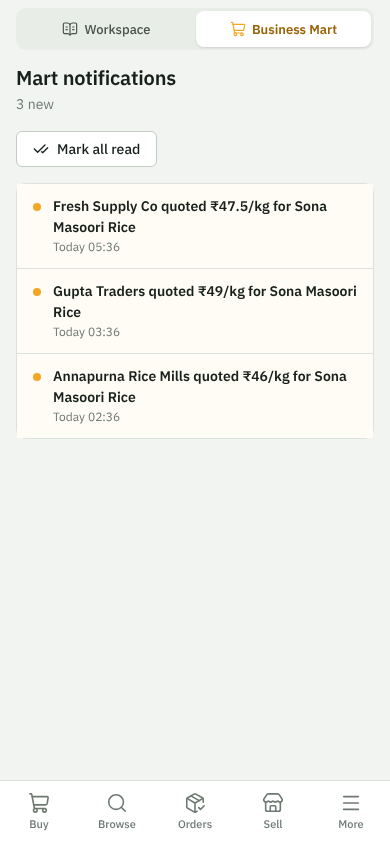 Workspace
Business Mart
Mart notifications
3 new
Mark all read
Fresh Supply Co quoted ₹47.5/kg for Sona
Masoori Rice
Today 05:36
Gupta Traders quoted ₹49/kg for Sona Masoori
Rice
Today 03:36
Annapurna Rice Mills quoted ₹46/kg for Sona
Masoori Rice
Today 02:36
Buy
Browse
Orders
Sell
More